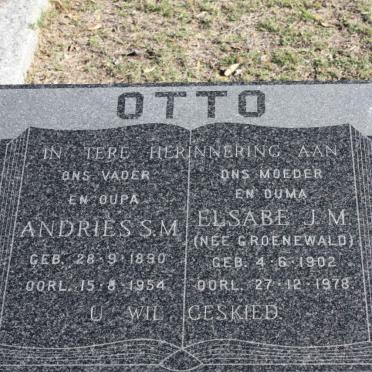 OTTO
IN TERE HERINNERING AAN
ONS VADER
EN OUPA
ANDRIES S.M.
GEB. 28-9-1890
OORL. 15-8-1954
ONS MOEDER
EN OUMA
ELSABE J.M.
(NEE GROENEWALD)
GEB. 4-6-1902
OORL. 27-12-1978
U WIL GESKIED